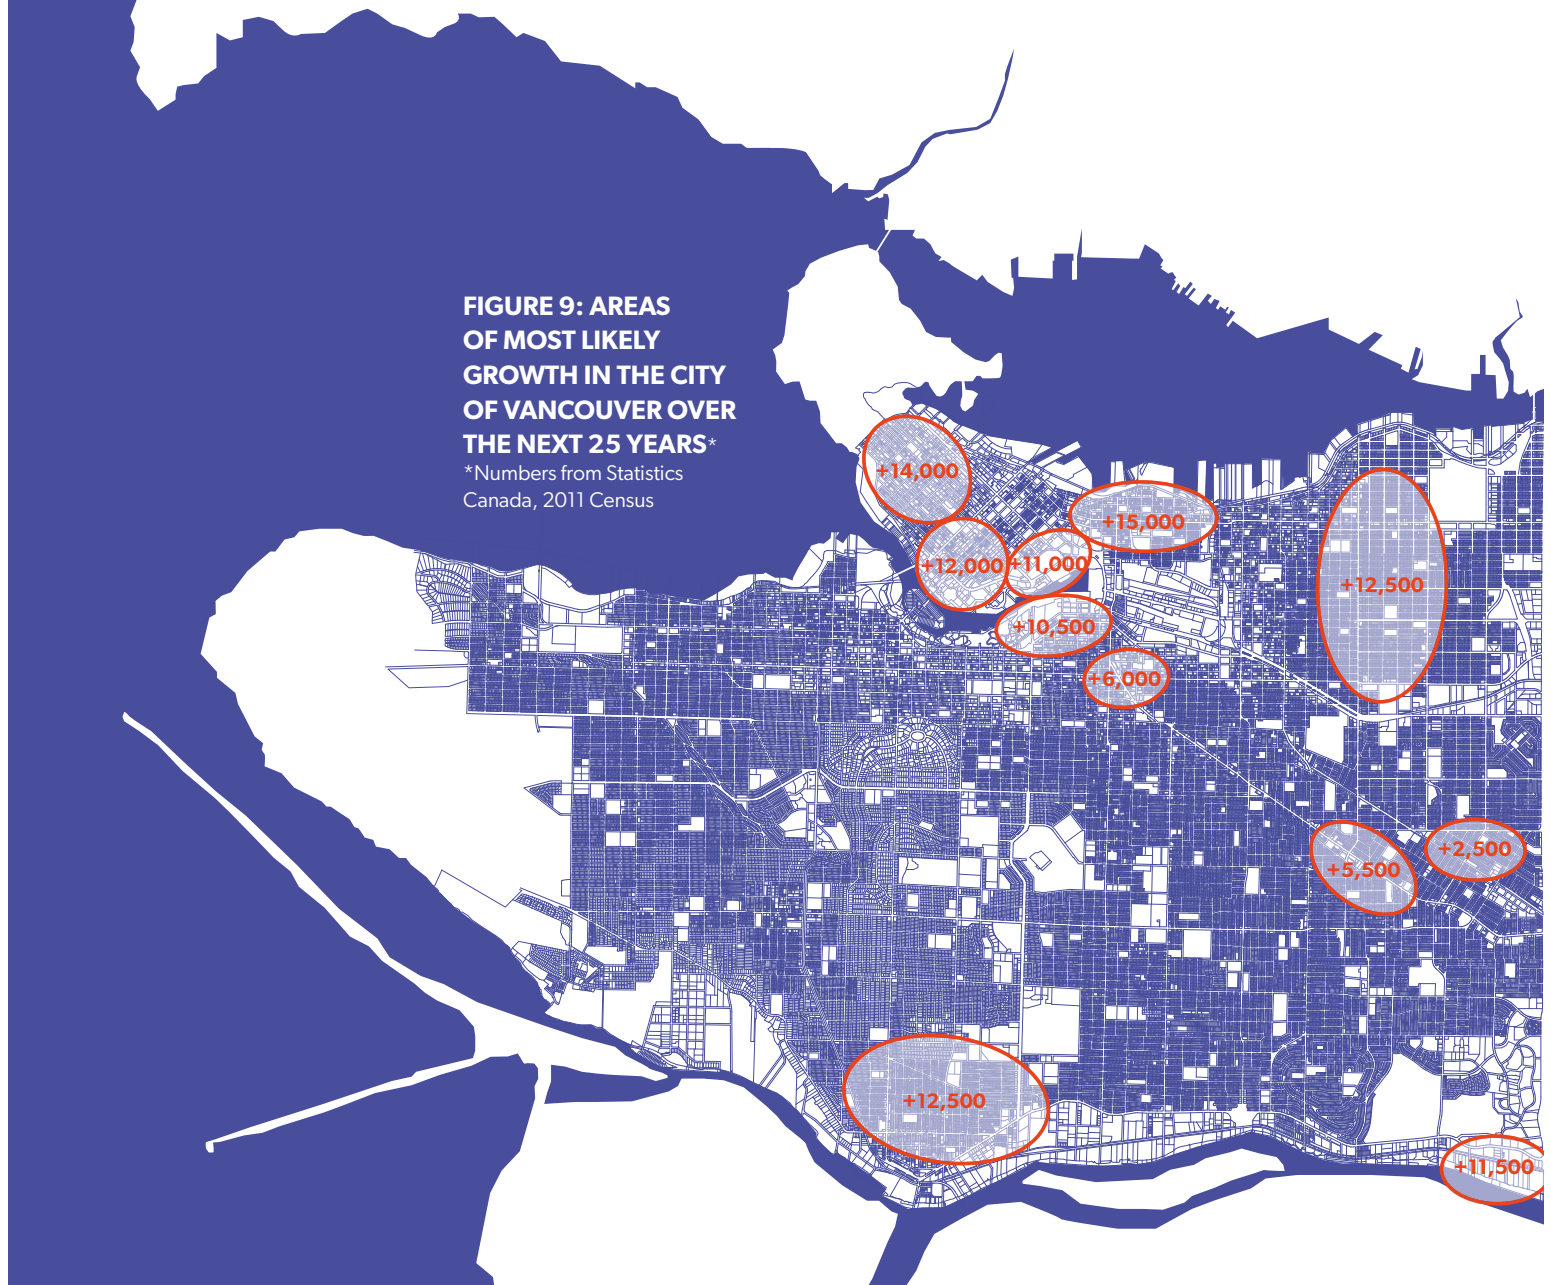 FIGURE 9: AREAS
OF MOST LIKELY
GROWTH IN THE CITY
OF VANCOUVER OVER
THE NEXT 25 YEARS*
*Numbers from Statistics
Canada, 2011 Census
+14,000
+15,000
+12,000
+11,000
+12,500
+10,500
+6,000
+2,500
+5,500
+12,500
+11,500